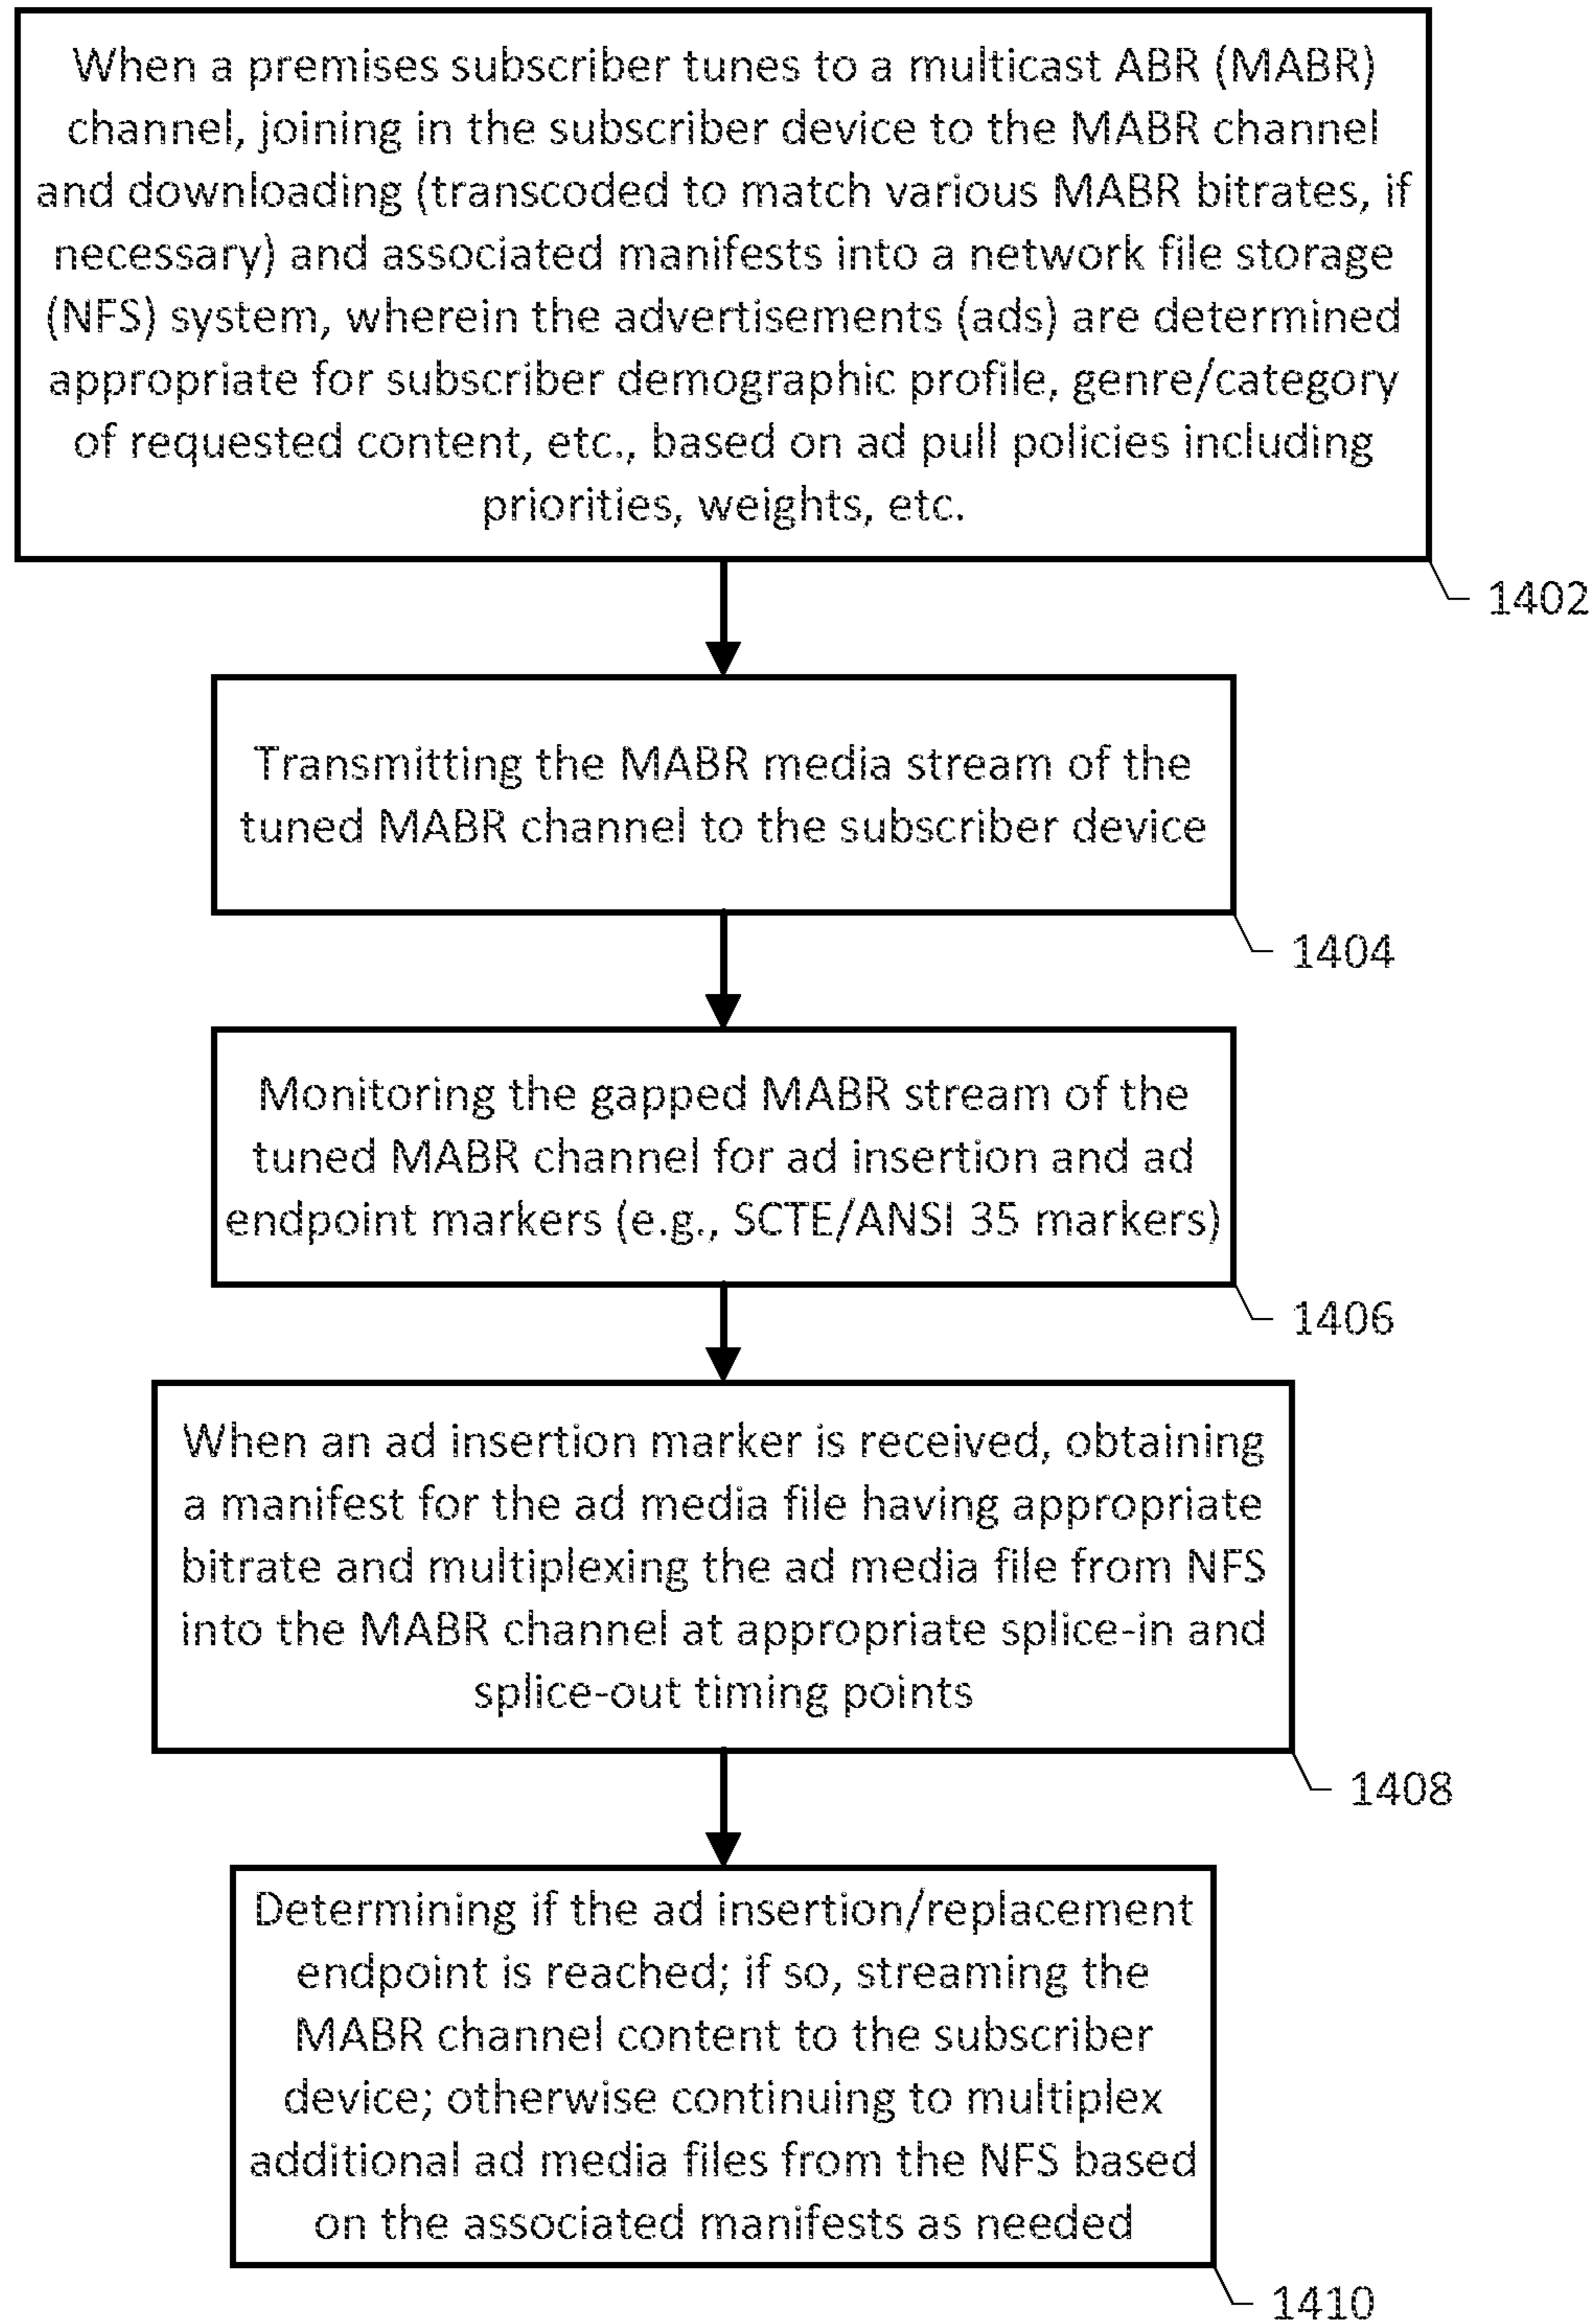 When a premises subscriber tunes to a multicast ABR (MABR)
channel, joining in the subscriber device to the MABR channel
and downloading (transcoded to match various MABR bitrates, if
necessary) and associated manifests into a network file storage
(NFS) system, wherein the advertisements (ads) are determined
appropriate for subscriber demographic profile, genre/category
of requested content, etc., based on ad pull policies including
priorities, weights, etc.
1402
Transmitting the MABR media stream of the
tuned MABR channel to the subscriber device
1404
Monitoring the gapped MABR stream of the
tuned MABR channel for ad insertion and ad
endpoint markers (e.g., SCTE/ANSI 35 markers)
1406
When an ad insertion marker is received, obtaining
a manifest for the ad media file having appropriate
bitrate and multiplexing the ad media file from NFS
into the MABR channel at appropriate splice-in and
splice-out timing points
1408
Determining if the ad insertion/replacement
endpoint is reached; if so, streaming the
MABR channel content to the subscriber
device; otherwise continuing to multiplex
additional ad media files from the NFS based
on the associated manifests as needed
1410